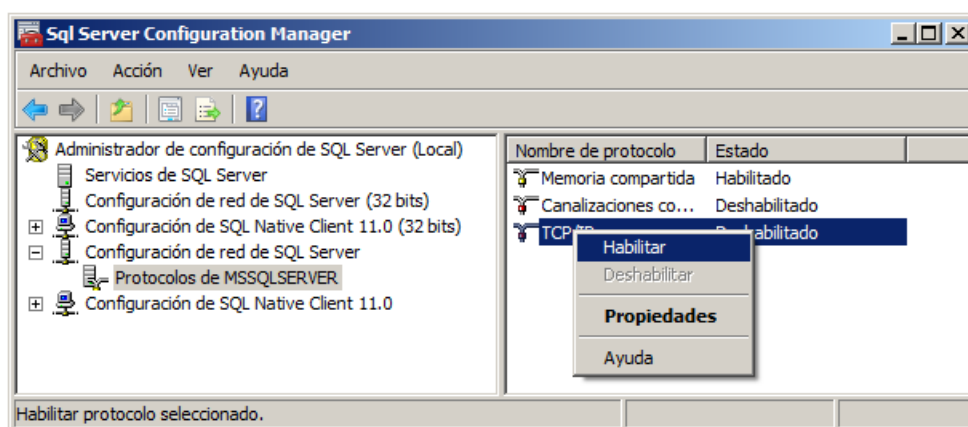 Sql Server Configuration Manager
Archivo Acción Ver Ayuda
Administrador de configuración de SQL Server (Local)
Servicios de SQL Server
Configuración de red de SQL Server (32 bits)
Configuración de SQL Native Client 11.0 (32 bits)
Configuración de red de SQL Server
Protocolos de MSSQLSERVER
Configuración de SQL Native Client 11.0
Nombre de protocolo Estado
Memoria compartida Habilitado
Canalizaciones co... Deshabilitado
Habilitar
Deshabilitar
Propiedades
Ayuda
Habilitar protocolo seleccionado.